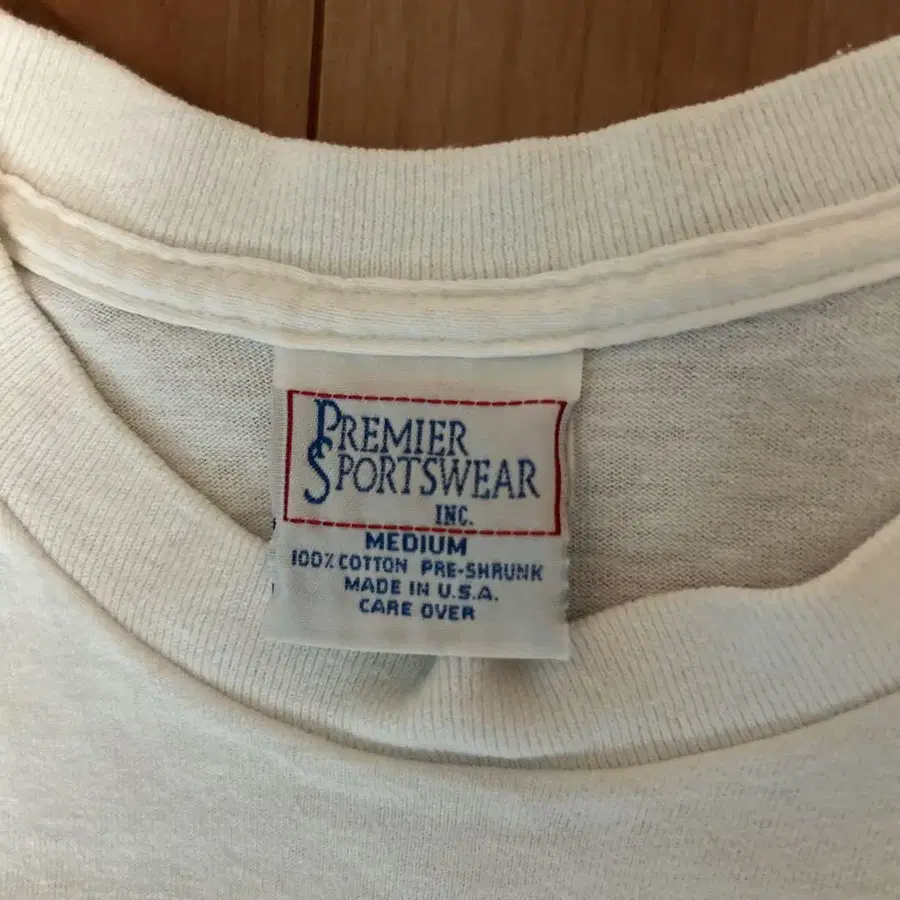 PREMIER
SPORTSWEAR
INC.
MEDIUM
100% COTTON PRE-SHRUNK
MADE IN U.S.A.
CARE OVER